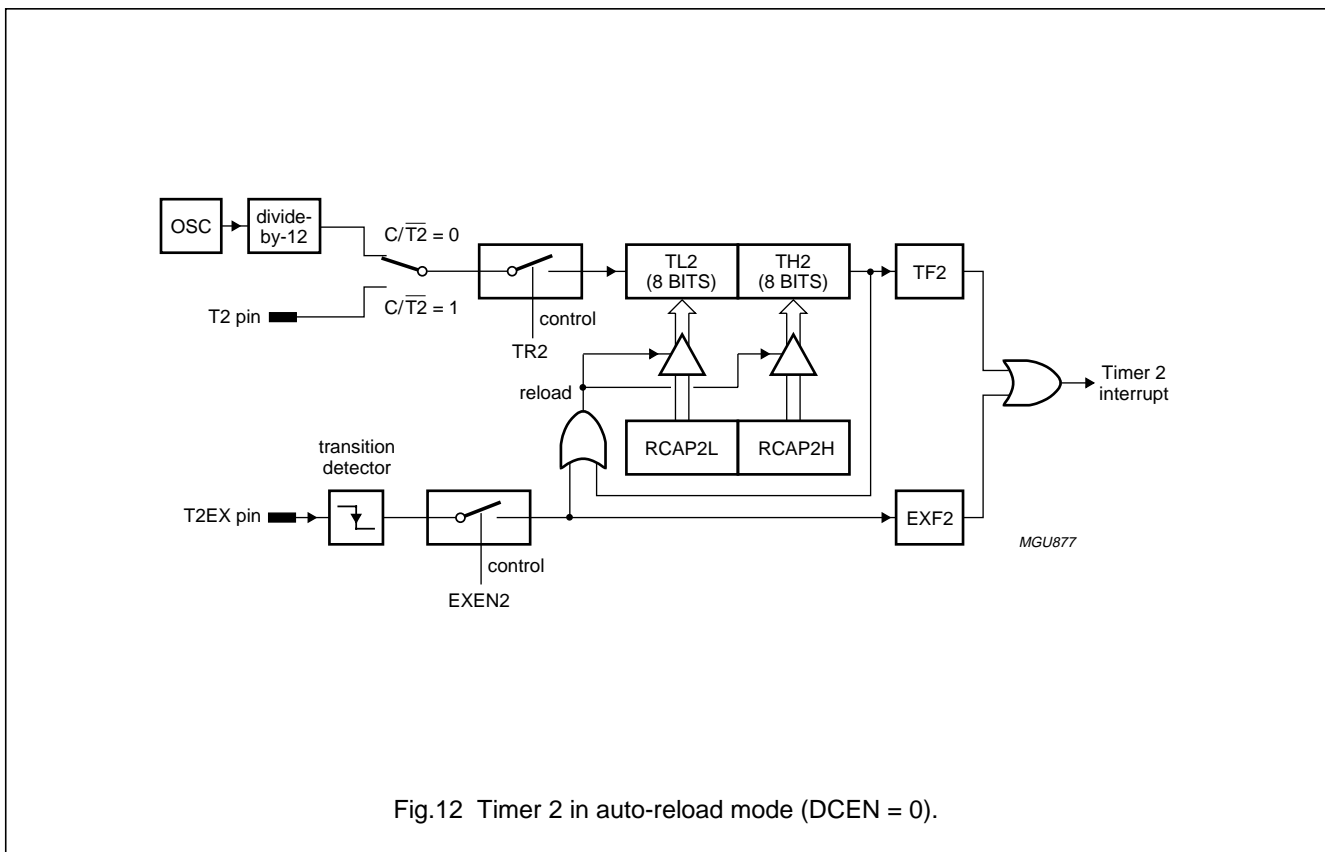 OSC
divide-
by-12
C/T2 = 0
T2 pin
C/T2 = 1
control
TR2
TL2
(8 BITS)
TH2
(8 BITS)
TF2
reload
RCAP2L
RCAP2H
Timer 2
interrupt
transition
detector
T2EX pin
control
EXEN2
EXF2
MGU877
Fig.12 Timer 2 in auto-reload mode (DCEN = 0).